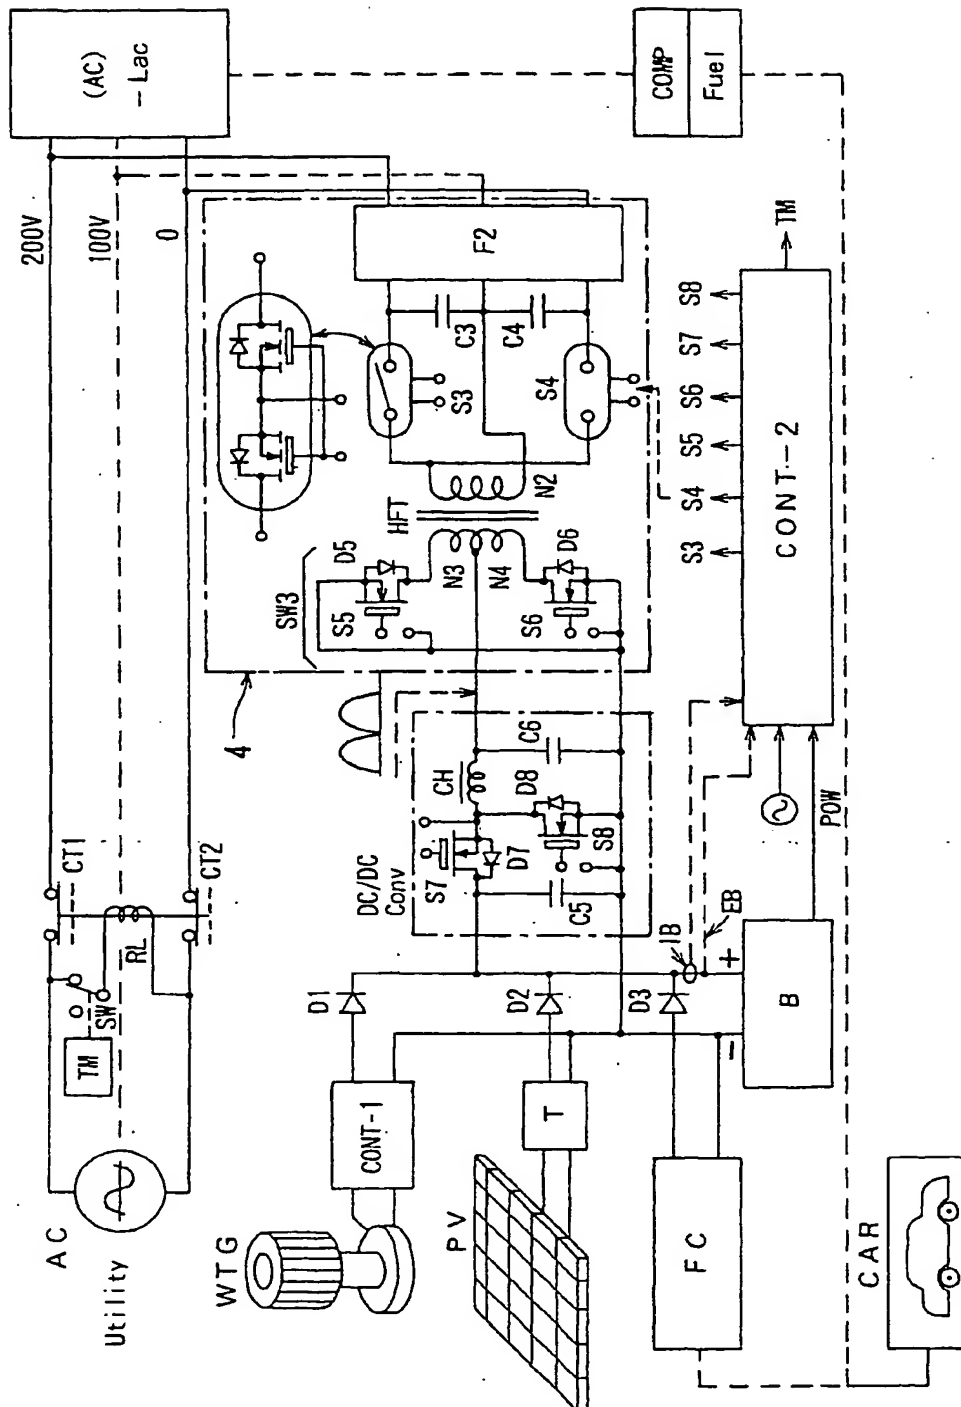 AC
Utility
TM
SW
RL
CT1
CT2
200V
100V
0
(AC)
-Lac
WTG
CONT-1
D1
PV
T
D2
FC
D3
CAR
COMP
Fuel
B
+
-
IB
EB
POW
CONT-2
TM
S3
S4
S5
S6
S7
S8
DC/DC
Conv
S7
D7
C5
CH
D8
S8
C6
4
SW3
S5
D5
S6
D6
N3
N4
HFT
N2
S3
S4
C3
C4
F2